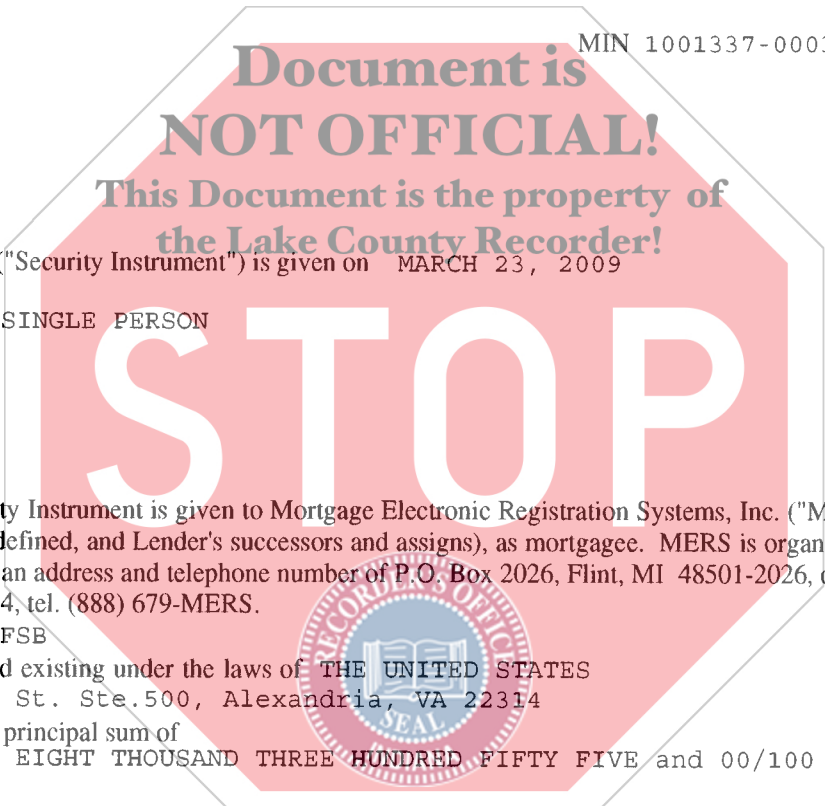 MIN 1001337-0003
Document is
NOT OFFICIAL!
This Document is the property of
the Lake County Recorder!
("Security Instrument") is given on MARCH 23, 2009
SINGLE PERSON
STOP
ty Instrument is given to Mortgage Electronic Registration Systems, Inc. ("M
defined, and Lender's successors and assigns), as mortgagee. MERS is organ
an address and telephone number of P.O. Box 2026, Flint, MI 48501-2026,
4, tel. (888) 679-MERS.
FSB
d existing under the laws of THE UNITED STATES
St. Ste.500, Alexandria, VA 22314
principal sum of
EIGHT THOUSAND THREE HUNDRED FIFTY FIVE and 00/100
RECORDER'S OFFICE
SEAL